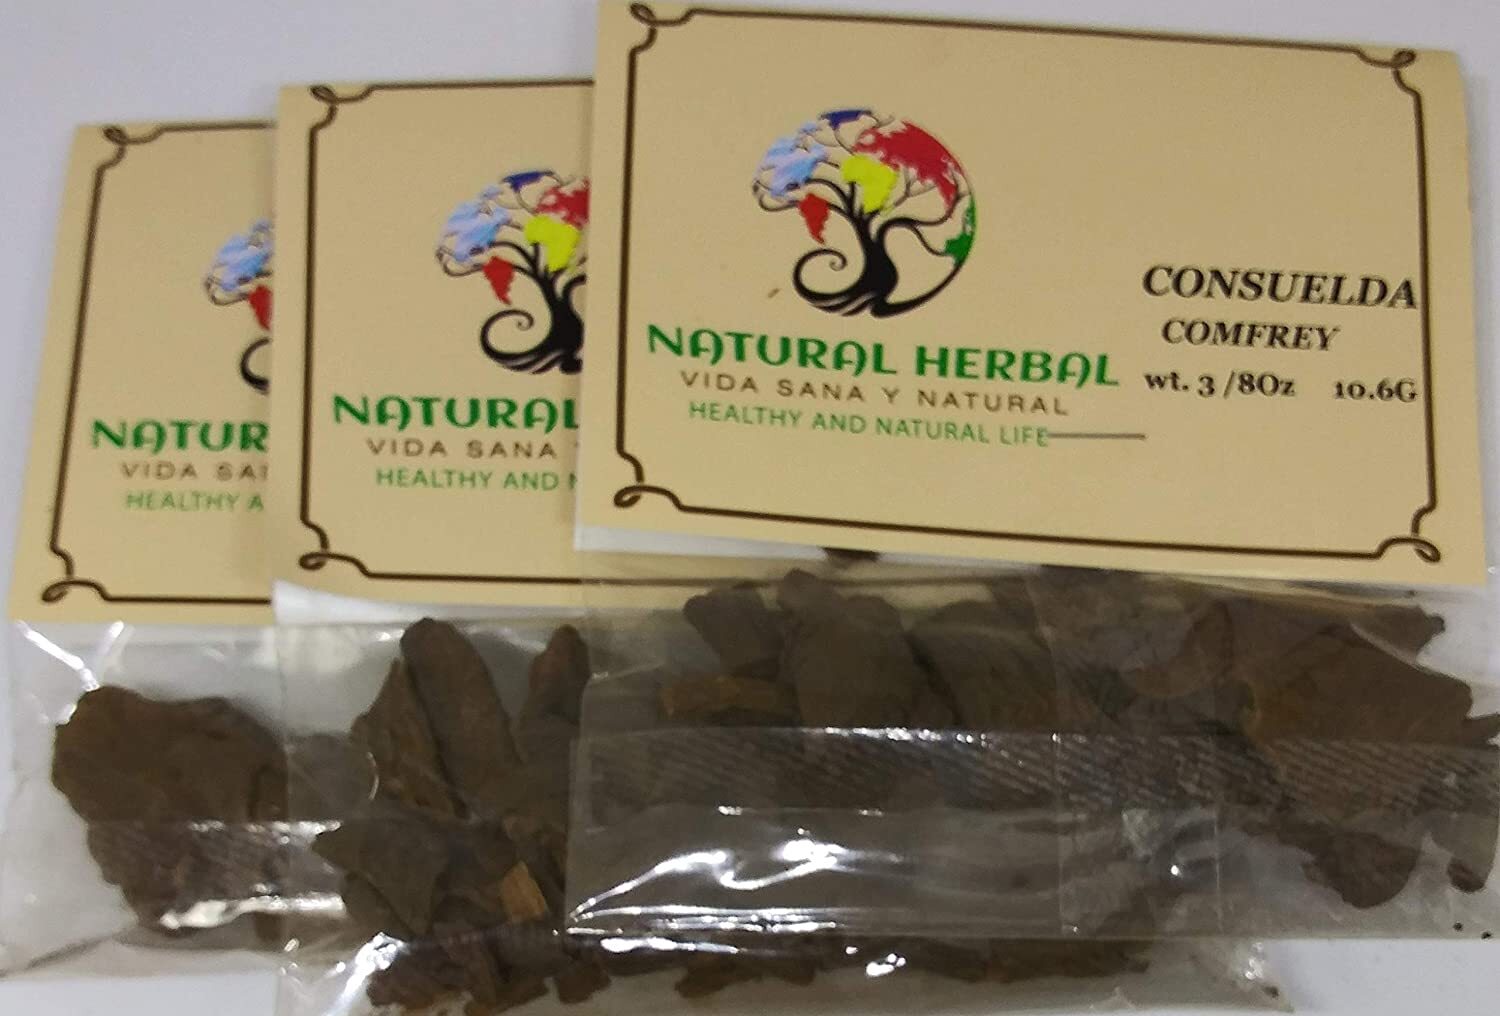 NATURAL HERBAL
VIDA SANA Y NATURAL
HEALTHY AND NATURAL LIFE
CONSUELDA
COMFREY
wt. 3 /8Oz 10.6G
NATURAL
VIDA SANA
HEALTHY AND N
NATUR
VIDA SAN
HEALTHY A